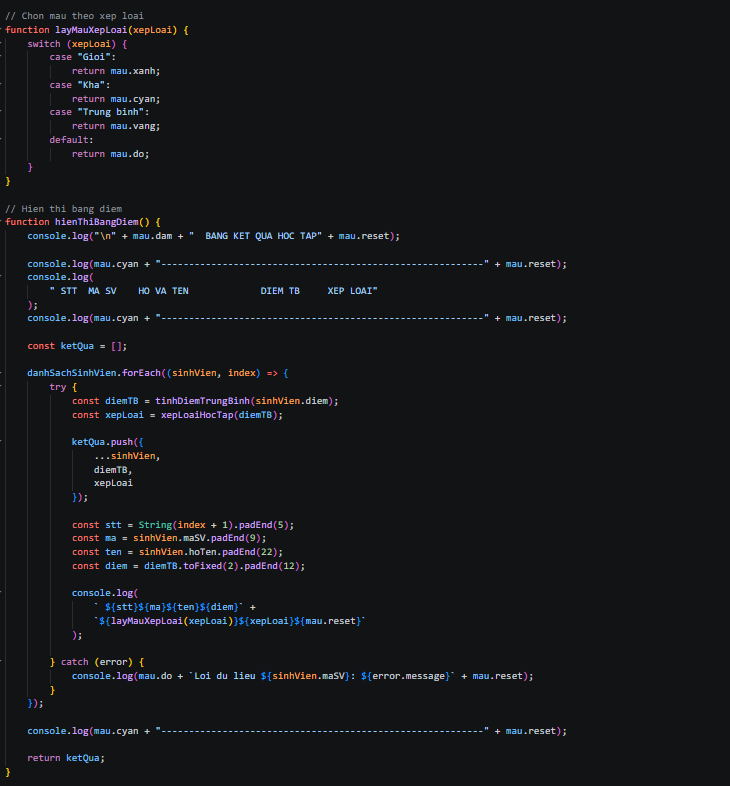 // Chon mau theo xep loai
function layMauXepLoai(xepLoai) {
    switch (xepLoai) {
        case "Gioi":
            return mau.xanh;
        case "Kha":
            return mau.cyan;
        case "Trung binh":
            return mau.vang;
        default:
            return mau.do;
    }
}

// Hien thi bang diem
function hienThiBangDiem() {
    console.log("\n" + mau.dam + "  BANG KET QUA HOC TAP" + mau.reset);

    console.log(mau.cyan + "----------------------------------------------------------" + mau.reset);
    console.log(
        " STT  MA SV    HO VA TEN             DIEM TB     XEP LOAI"
    );
    console.log(mau.cyan + "----------------------------------------------------------" + mau.reset);

    const ketQua = [];

    danhSachSinhVien.forEach((sinhVien, index) => {
        try {
            const diemTB = tinhDiemTrungBinh(sinhVien.diem);
            const xepLoai = xepLoaiHocTap(diemTB);

            ketQua.push({
                ...sinhVien,
                diemTB,
                xepLoai
            });

            const stt = String(index + 1).padEnd(5);
            const ma = sinhVien.maSV.padEnd(9);
            const ten = sinhVien.hoTen.padEnd(22);
            const diem = diemTB.toFixed(2).padEnd(12);

            console.log(
                ` ${stt}${ma}${ten}${diem}` +
                `${layMauXepLoai(xepLoai)}${xepLoai}${mau.reset}`
            );

        } catch (error) {
            console.log(mau.do + `Loi du lieu ${sinhVien.maSV}: ${error.message}` + mau.reset);
        }
    });

    console.log(mau.cyan + "----------------------------------------------------------" + mau.reset);

    return ketQua;
}